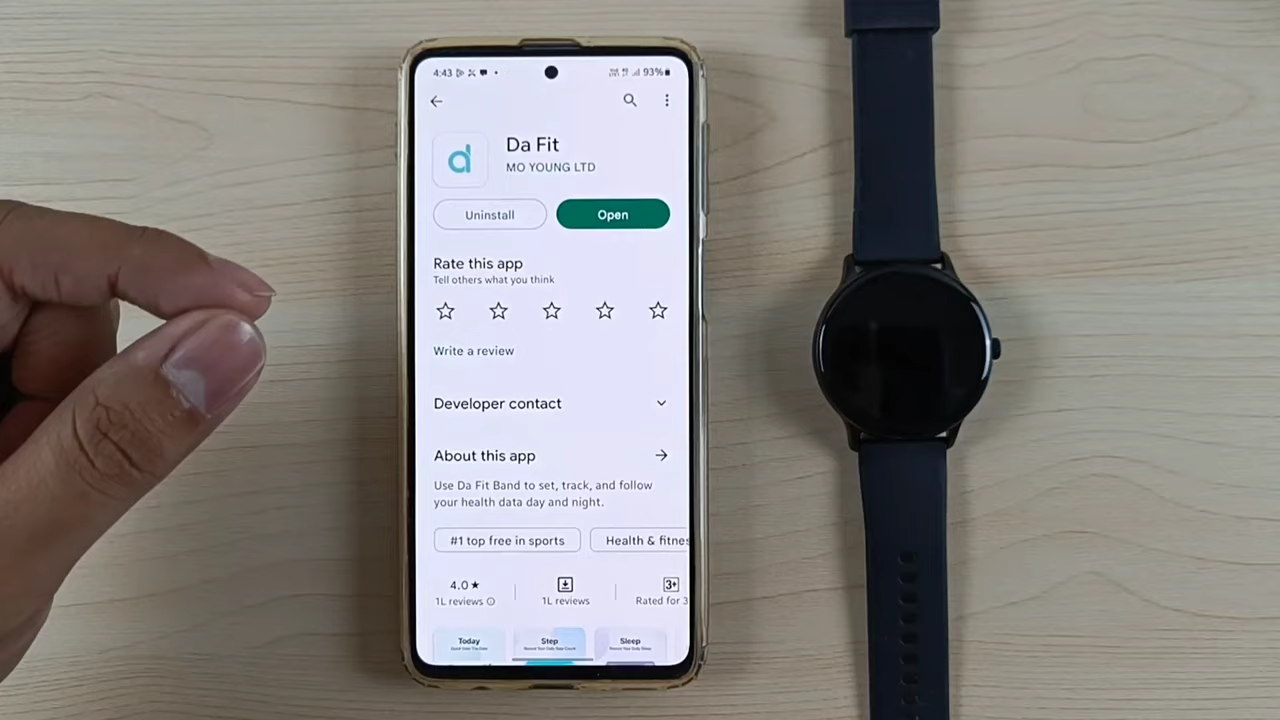 4:43
93%
Da Fit
MO YOUNG LTD
Uninstall
Open
Rate this app
Tell others what you think
Write a review
Developer contact
About this app
Use Da Fit Band to set, track, and follow
your health data day and night.
#1 top free in sports
Health & fitnes
4.0★
3+
1L reviews
1L reviews
Rated for 3
Today
Step
Sleep